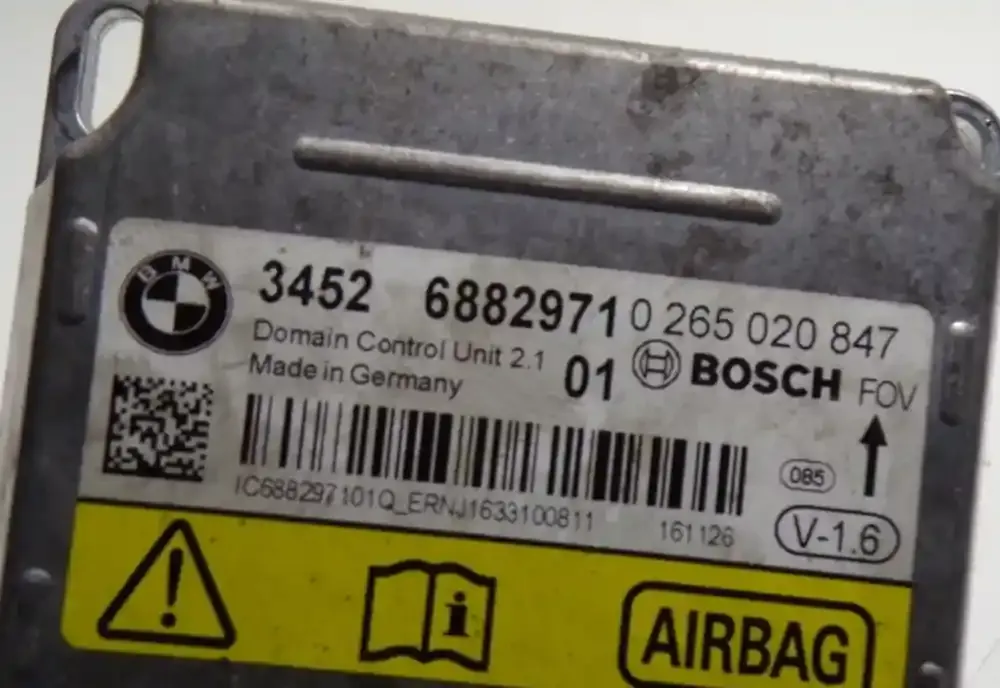 BMW
3452 6882971 0 265 020 847
Domain Control Unit 2.1
Made in Germany
01 BOSCH FOV
085
IC688297101Q_ERNJ1633100811 161126
V-1.6
i
AIRBAG